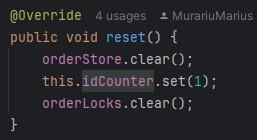 @Override 4 usages MurariuMarius
public void reset() {
    orderStore.clear();
    this.idCounter.set(1);
    orderLocks.clear();
}